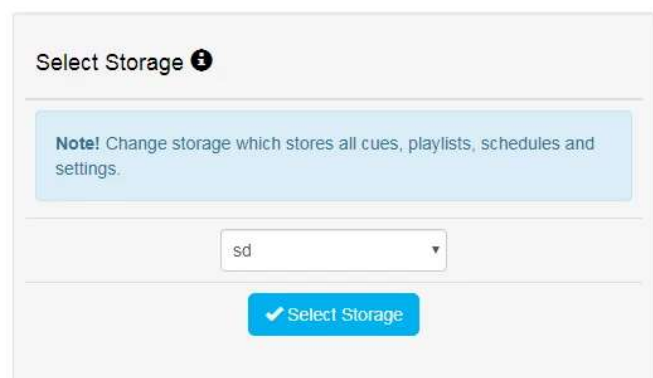 Select Storage
Note! Change storage which stores all cues, playlists, schedules and
settings.
sd
Select Storage